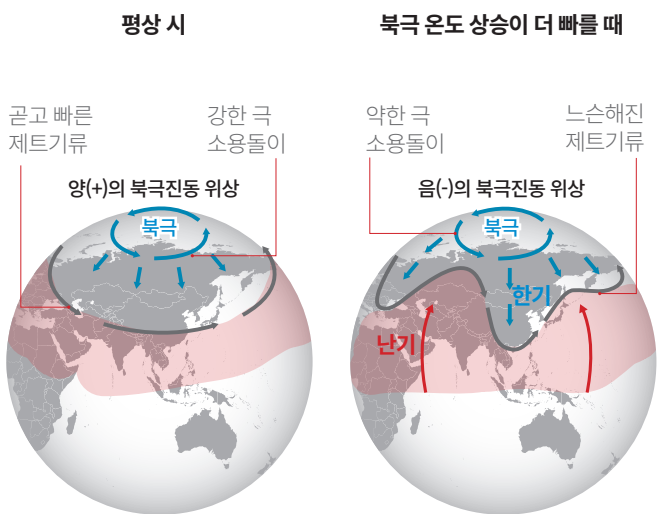 평상 시
곧고 빠른
제트기류
강한 극
소용돌이
양(+)의 북극진동 위상
북극
북극 온도 상승이 더 빠를 때
약한 극
소용돌이
느슨해진
제트기류
음(-)의 북극진동 위상
북극
한기
난기